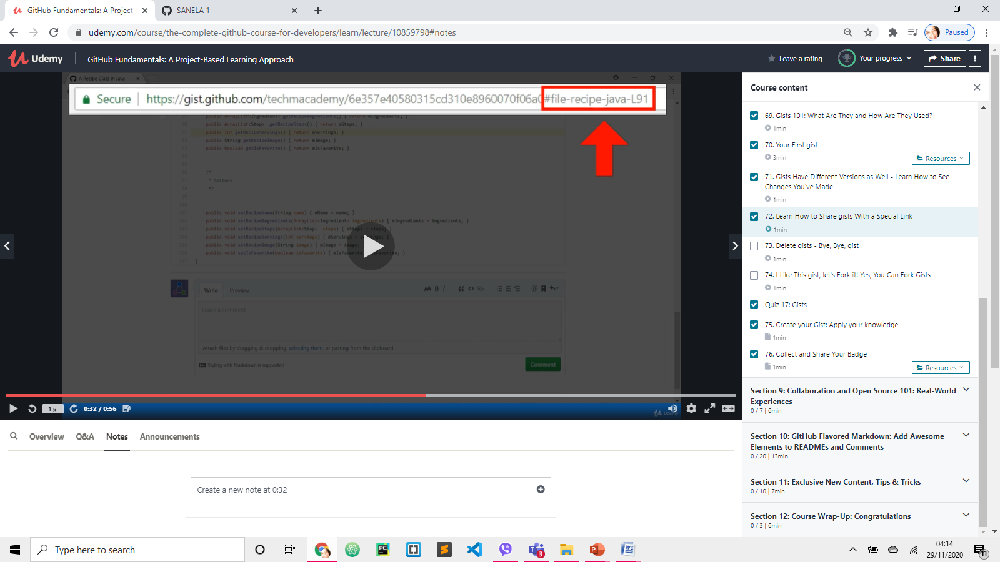 GitHub Fundamentals: A Project-
SANELA 1
udemy.com/course/the-complete-github-course-for-developers/learn/lecture/10859798#notes
Paused
Udemy
GitHub Fundamentals: A Project-Based Learning Approach
Leave a rating
Your progress
Share
A Recipe Class in Java
Secure
https://gist.github.com/techmacademy/6e357e40580315cd310e8960070f06a0#file-recipe-java-L91
public ArrayList<Step> getRecipeSteps() { return mSteps; }
public int getRecipeServings() { return mServings; }
public String getRecipeImage() { return mImage; }
public boolean getIsFavorite() { return mIsFavorite; }
/*
* Setters
*/
public void setRecipeName(String name) { mName = name; }
public void setRecipeIngredients(ArrayList<Ingredient> ingredients) { mIngredients = ingredients; }
public void setRecipeSteps(ArrayList<Step> steps) { mSteps = steps; }
public void setRecipeServings(int servings) { mServings = servings; }
public void setRecipeImage(String image) { mImage = image; }
public void setIsFavorite(boolean isFavorite) { mIsFavorite
}
Write
Preview
AA B i
Leave a comment
Attach files by dragging & dropping, selecting them, or pasting from the clipboard.
Styling with Markdown is supported
Comment
1x
0:32 / 0:56
Udemy
Overview
Q&A
Notes
Announcements
Create a new note at 0:32
Course content
69. Gists 101: What Are They and How Are They Used?
1min
70. Your First gist
3min
Resources
71. Gists Have Different Versions as Well - Learn How to See
Changes You've Made
1min
72. Learn How to Share gists With a Special Link
1min
73. Delete gists - Bye, Bye, gist
1min
74. I Like This gist, let's Fork it! Yes, You Can Fork Gists
1min
Quiz 17: Gists
75. Create your Gist: Apply your knowledge
1min
76. Collect and Share Your Badge
1min
Resources
Section 9: Collaboration and Open Source 101: Real-World
Experiences
0 / 7 | 6min
Section 10: GitHub Flavored Markdown: Add Awesome
Elements to READMEs and Comments
0 / 20 | 13min
Section 11: Exclusive New Content, Tips & Tricks
0 / 10 | 7min
Section 12: Course Wrap-Up: Congratulations
0 / 3 | 6min
Type here to search
PC
3
04:14
29/11/2020
11